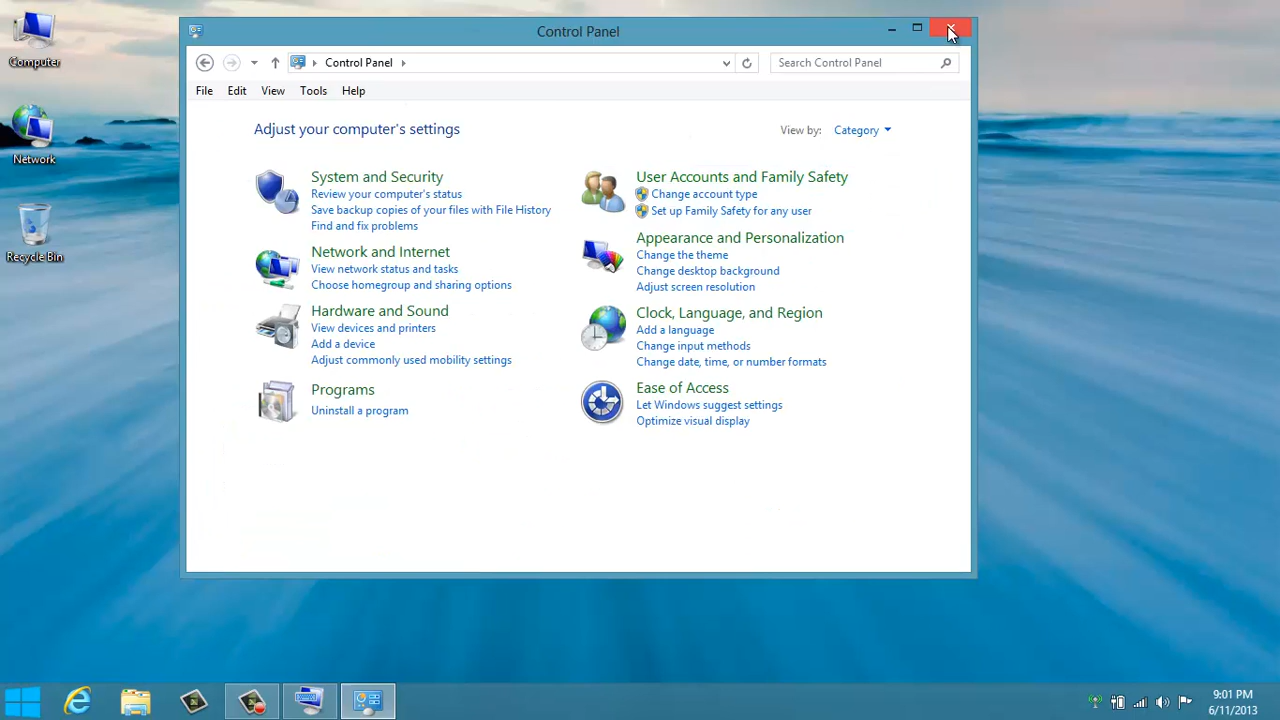 Computer
Network
Recycle Bin
Control Panel
Control Panel
Search Control Panel
File Edit View Tools Help
Adjust your computer's settings
View by: Category
System and Security
Review your computer's status
Save backup copies of your files with File History
Find and fix problems
Network and Internet
View network status and tasks
Choose homegroup and sharing options
Hardware and Sound
View devices and printers
Add a device
Adjust commonly used mobility settings
Programs
Uninstall a program
User Accounts and Family Safety
Change account type
Set up Family Safety for any user
Appearance and Personalization
Change the theme
Change desktop background
Adjust screen resolution
Clock, Language, and Region
Add a language
Change input methods
Change date, time, or number formats
Ease of Access
Let Windows suggest settings
Optimize visual display
9:01 PM
6/11/2013